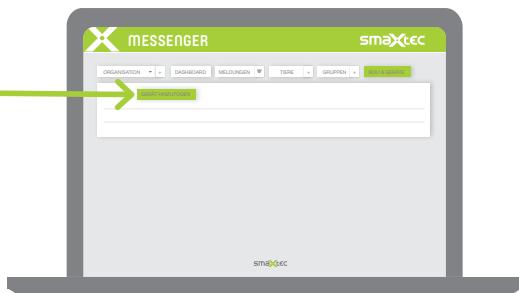 MESSENGER smaXtec
ORGANISATION + DASHBOARD MELDUNGEN TIERE + GRUPPEN + BOLI & GERÄTE
GERÄT HINZUFÜGEN
smaXtec